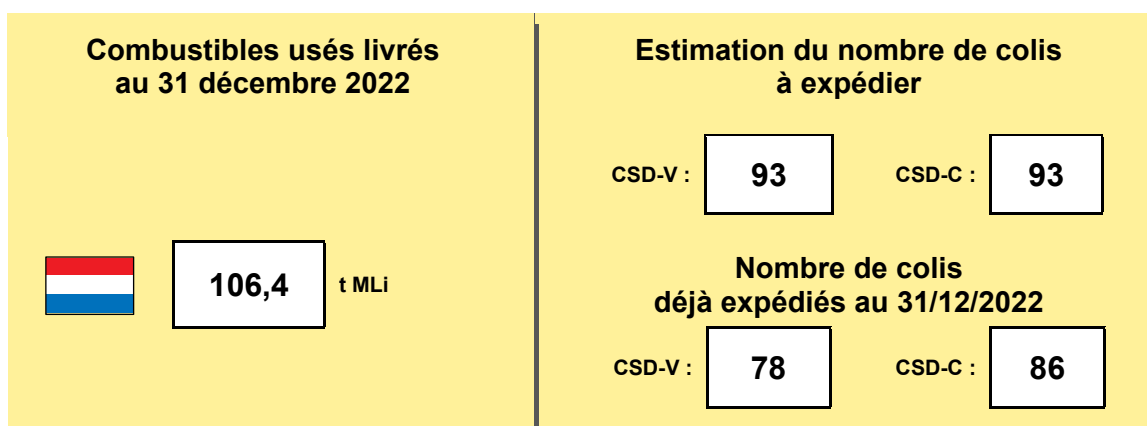 Combustibles usés livrés
au 31 décembre 2022
106,4 t MLi
Estimation du nombre de colis
à expédier
CSD-V : 93 CSD-C : 93
Nombre de colis
déjà expédiés au 31/12/2022
CSD-V : 78 CSD-C : 86